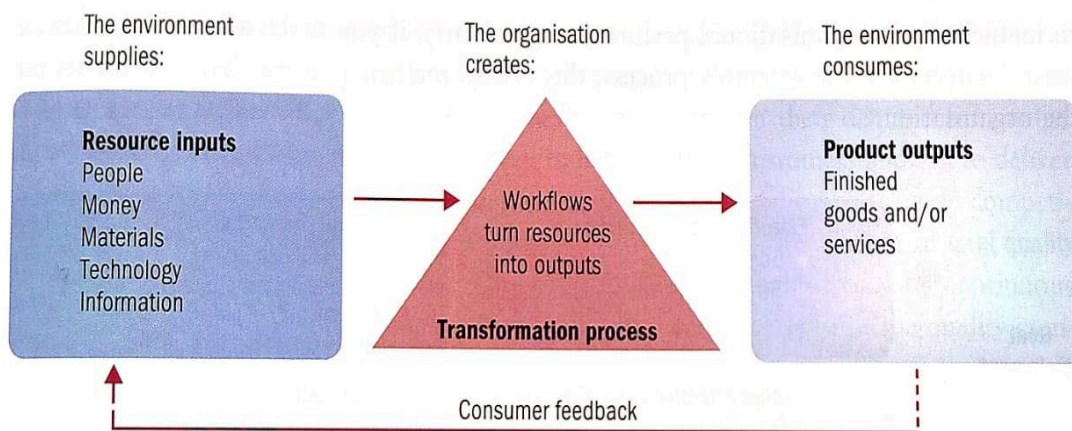 The environment
supplies:
The organisation
creates:
The environment
consumes:
Resource inputs
People
Money
Materials
Technology
Information
Workflows
turn resources
into outputs
Transformation process
Product outputs
Finished
goods and/or
services
Consumer feedback